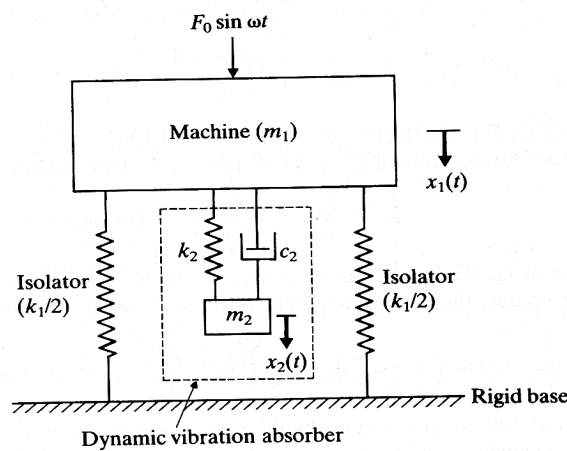 F₀ sin ωt
Machine (m₁)
x₁(t)
k₂
c₂
Isolator
(k₁/2)
Isolator
(k₁/2)
m₂
x₂(t)
Rigid base
Dynamic vibration absorber